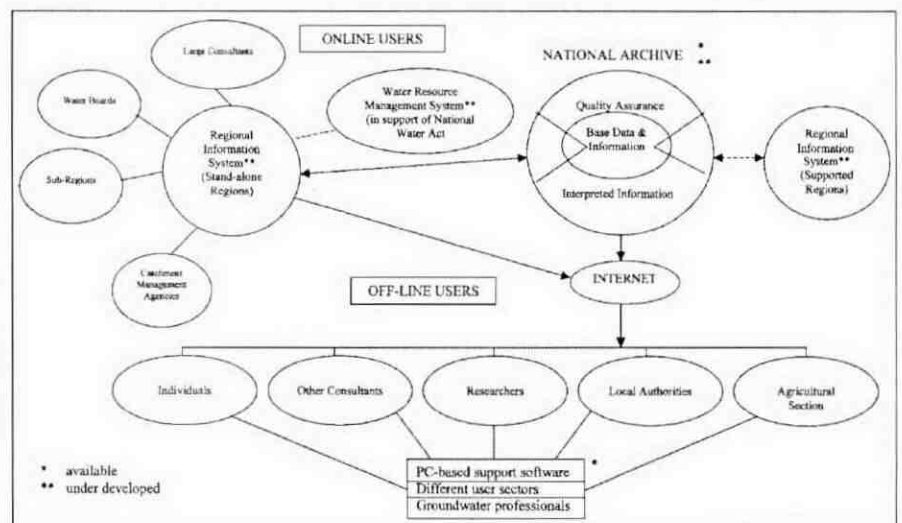 ONLINE USERS
Large Consultants
NATIONAL ARCHIVE * **
Water Boards
Water Resource
Management System**
(in support of National
Water Act
Quality Assurance
Base Data &
Information
Interpreted Information
Regional
Information
System**
(Stand-alone
Regions)
Regional
Information
System**
(Supported
Regions)
Sub-Regions
Catchment
Management
Agencies
OFF-LINE USERS
INTERNET
Individuals
Other Consultants
Researchers
Local Authorities
Agricultural
Section
PC-based support software *
Different user sectors
Groundwater professionals
* available
** under developed